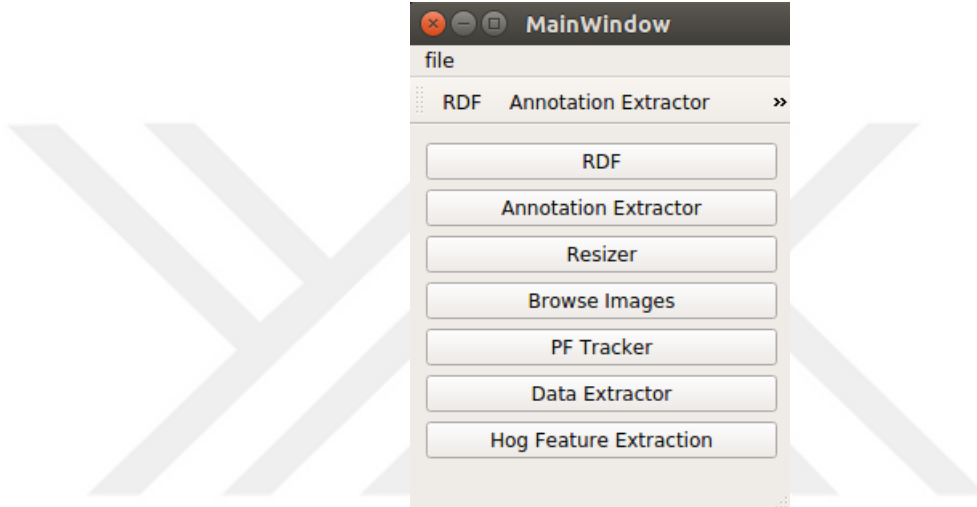 MainWindow
file
RDF Annotation Extractor »
RDF
Annotation Extractor
Resizer
Browse Images
PF Tracker
Data Extractor
Hog Feature Extraction